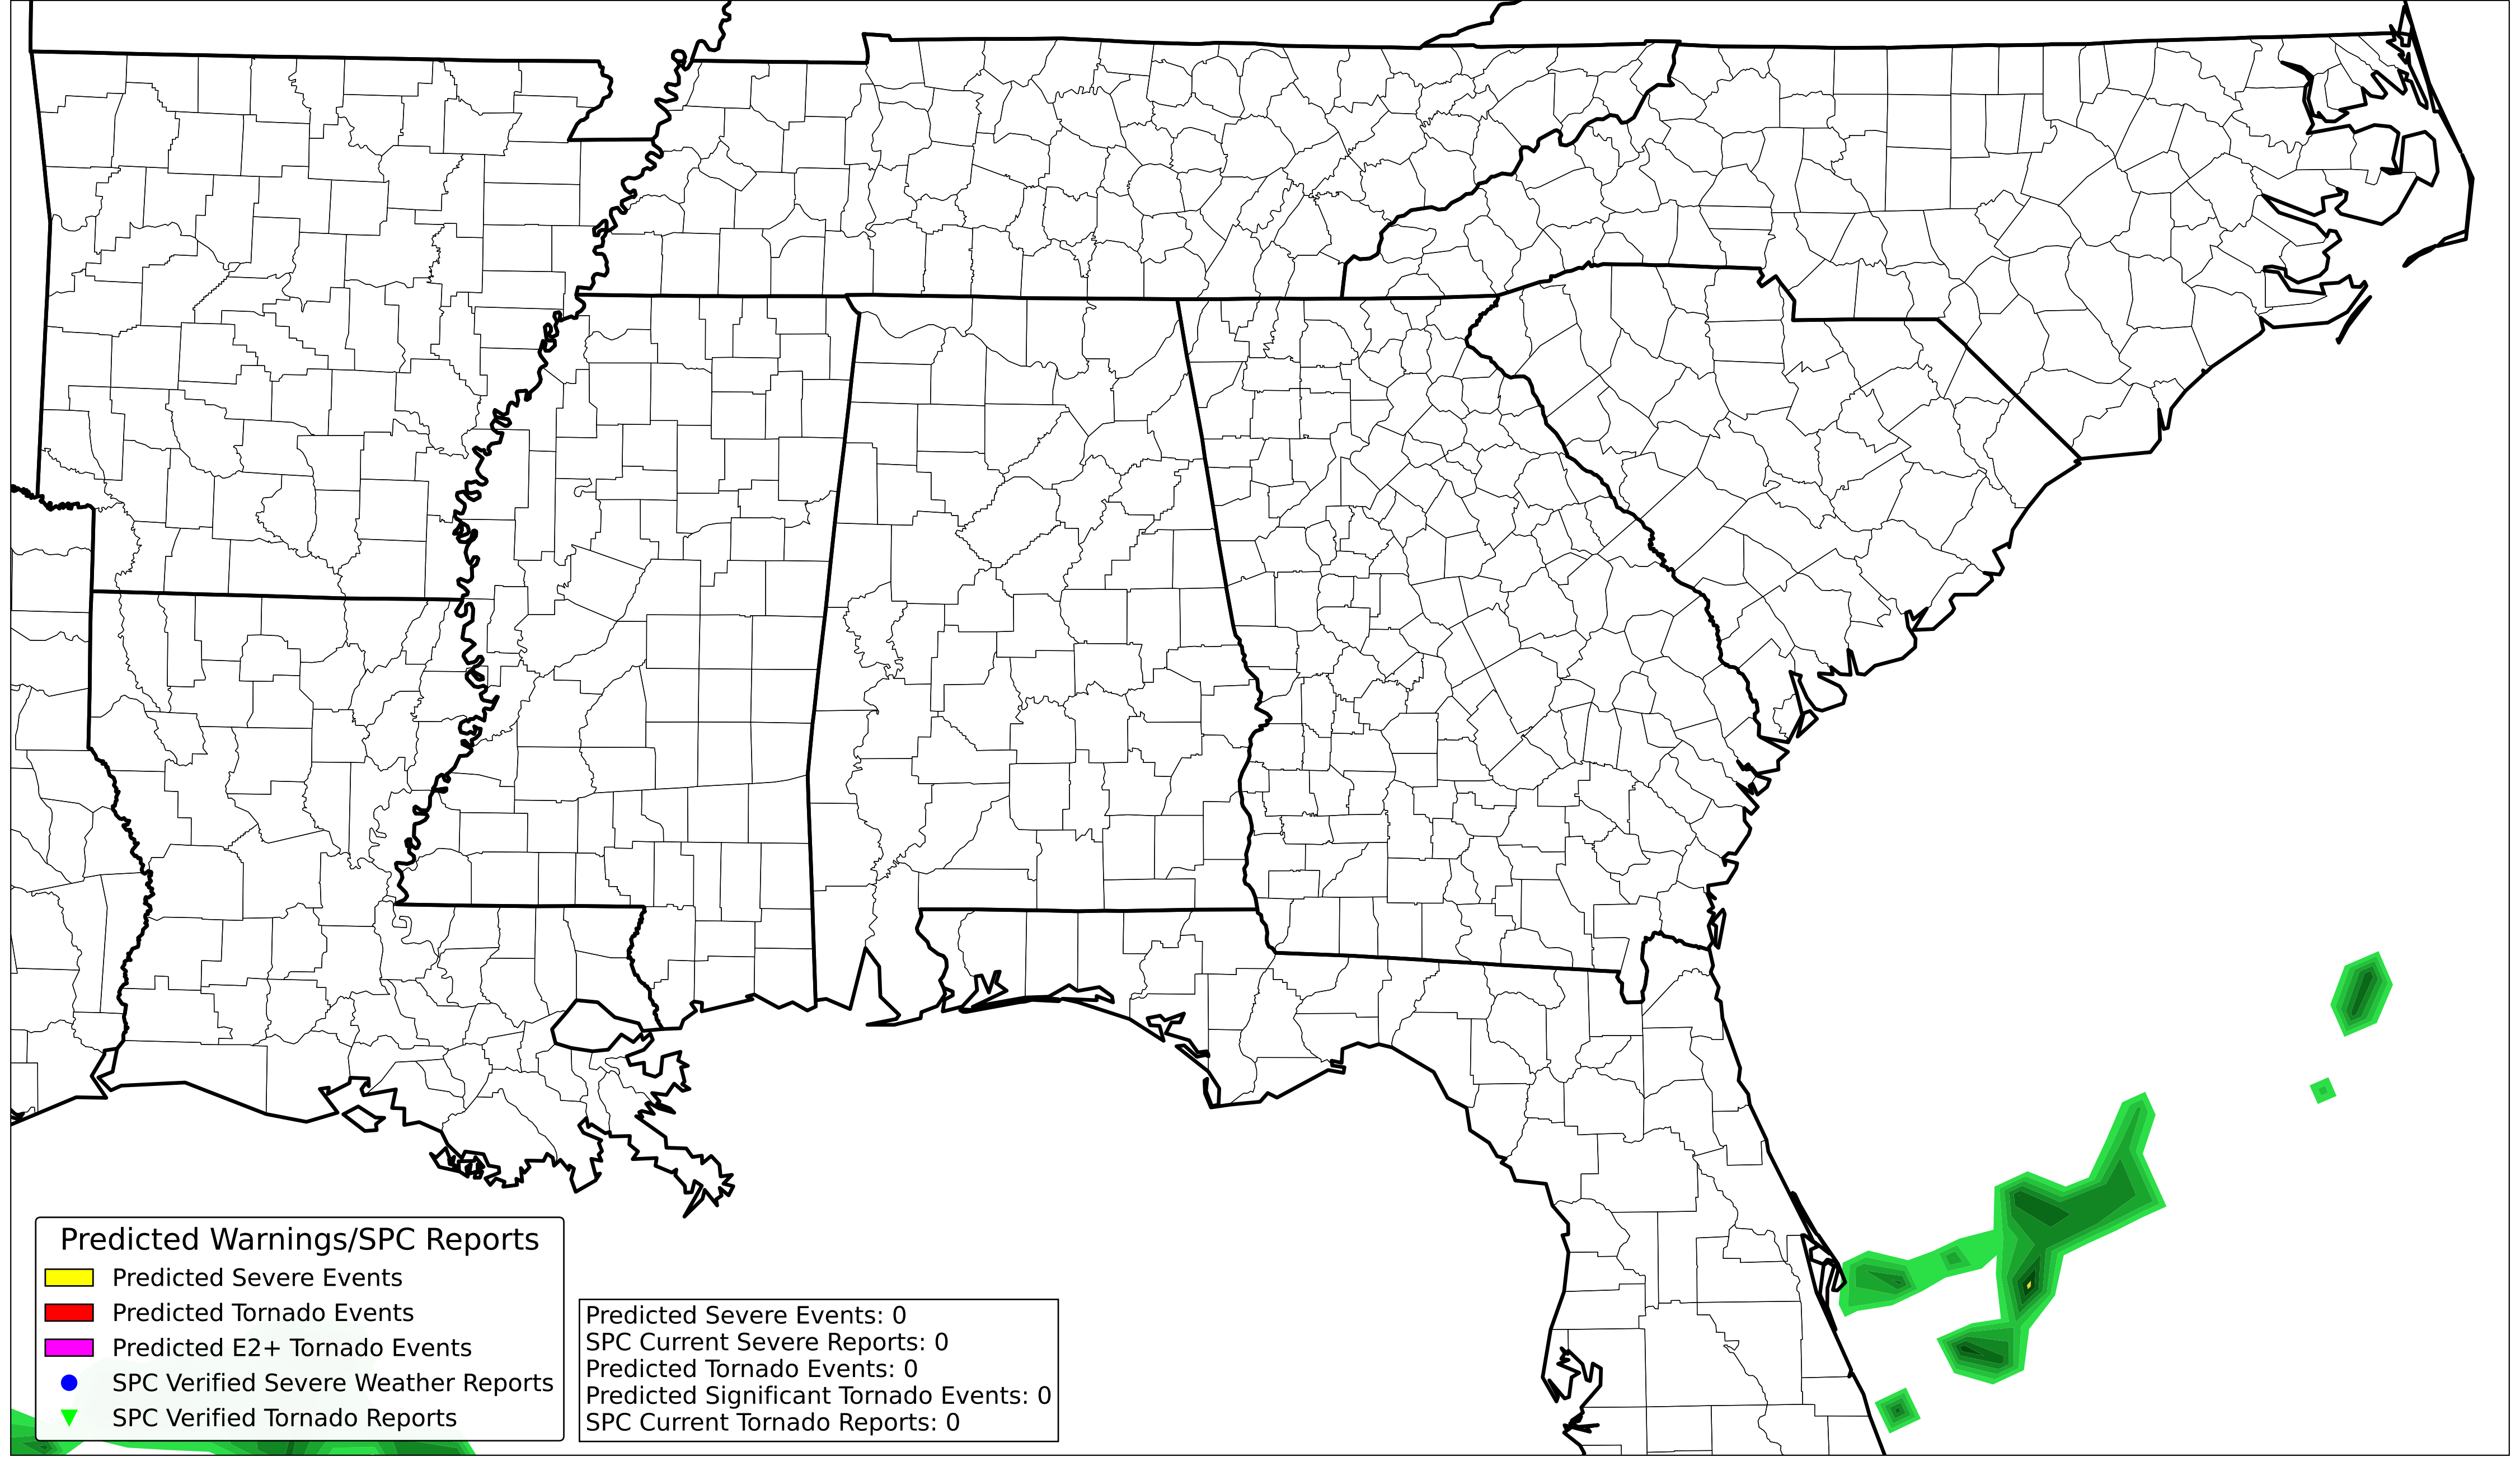 Predicted Warnings/SPC Reports
Predicted Severe Events
Predicted Tornado Events
Predicted E2+ Tornado Events
SPC Verified Severe Weather Reports
SPC Verified Tornado Reports
Predicted Severe Events: 0
SPC Current Severe Reports: 0
Predicted Tornado Events: 0
Predicted Significant Tornado Events: 0
SPC Current Tornado Reports: 0